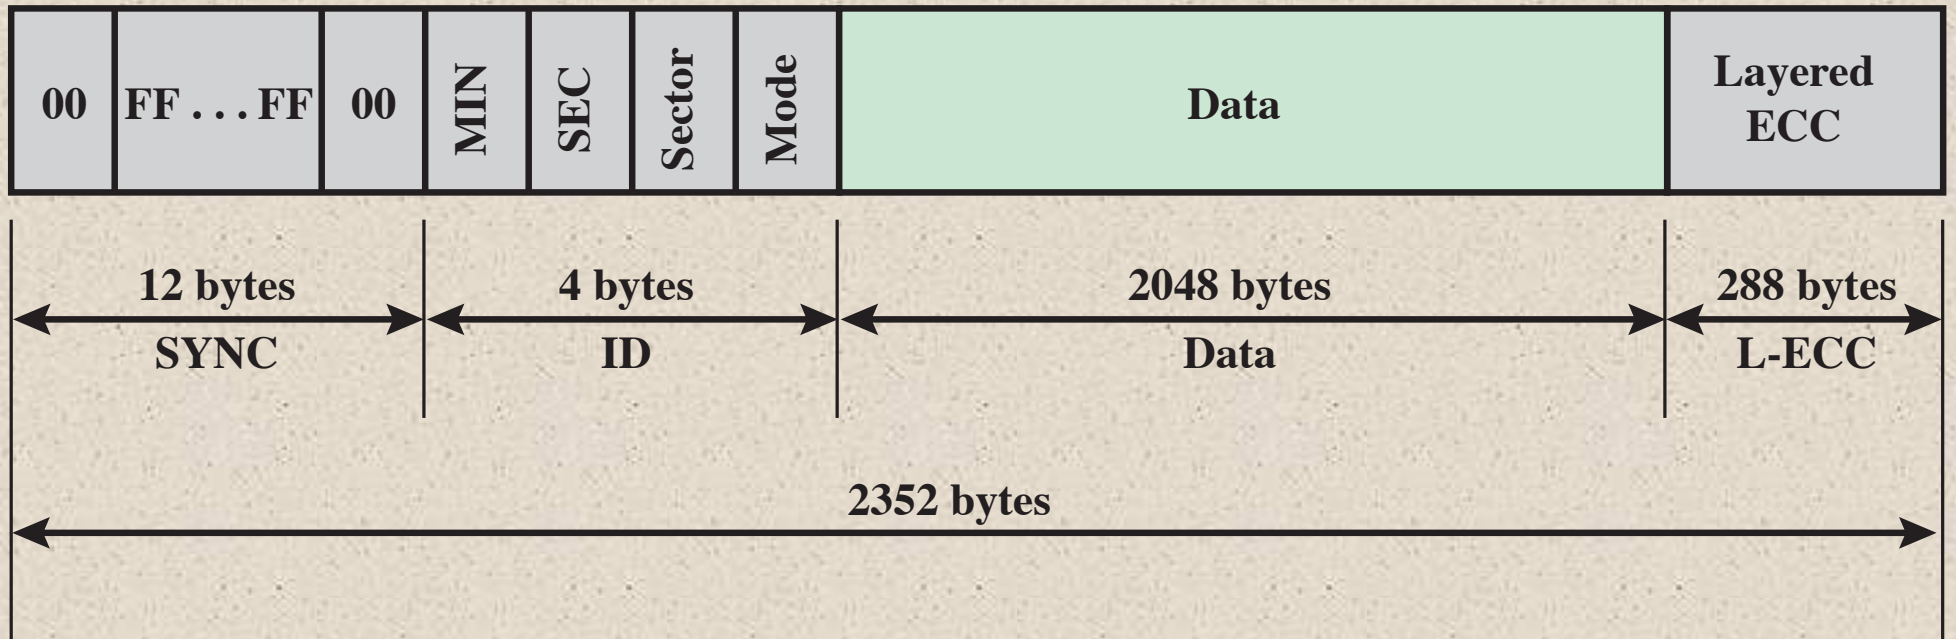 00
FF . . . FF
00
MIN
SEC
Sector
Mode
Data
Layered
ECC
12 bytes
SYNC
4 bytes
ID
2048 bytes
Data
288 bytes
L-ECC
2352 bytes